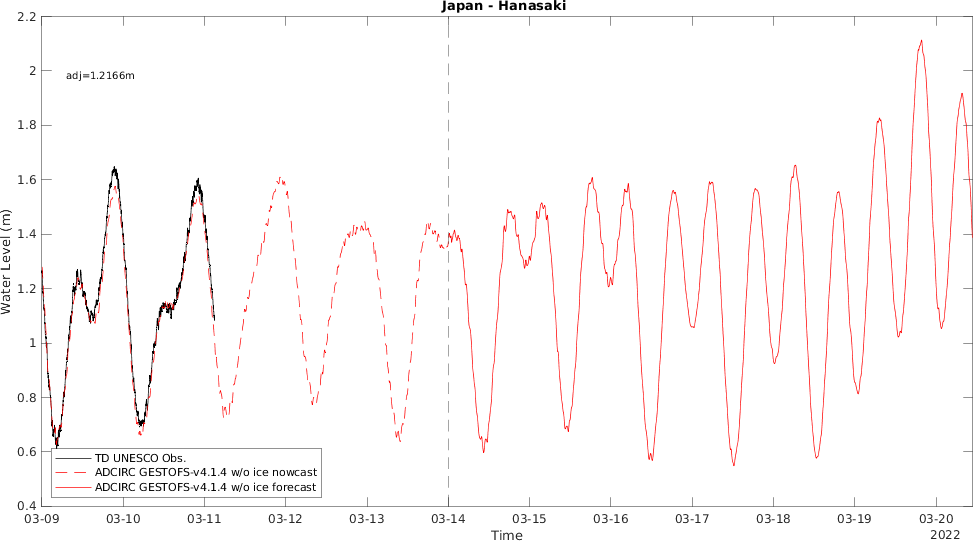 Japan - Hanasaki
2.2
2
1.8
1.6
1.4
1.2
1
0.8
0.6
0.4
Water Level (m)
adj=1.2166m
TD UNESCO Obs.
ADCIRC GESTOFS-v4.1.4 w/o ice nowcast
ADCIRC GESTOFS-v4.1.4 w/o ice forecast
03-09 03-10 03-11 03-12 03-13 03-14 03-15 03-16 03-17 03-18 03-19 03-20
Time
2022